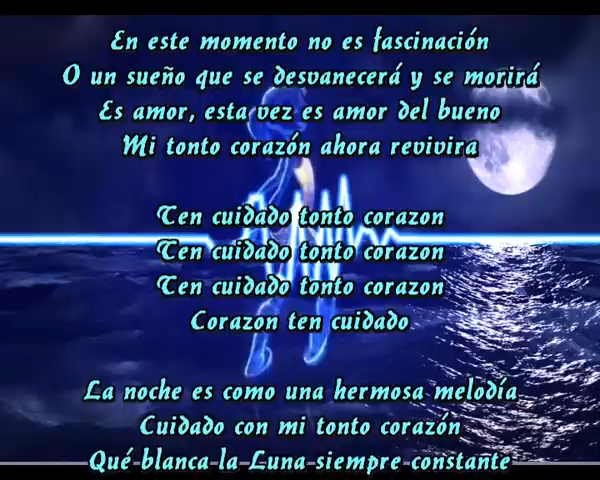 En este momento no es fascinación
O un sueño que se desvanecerá y se morirá
Es amor, esta vez es amor del bueno
Mi tonto corazón ahora revivira
Ten cuidado tonto corazon
Ten cuidado tonto corazon
Ten cuidado tonto corazon
Corazon ten cuidado
La noche es como una hermosa melodía
Cuidado con mi tonto corazón
Qué blanca la Luna siempre constante